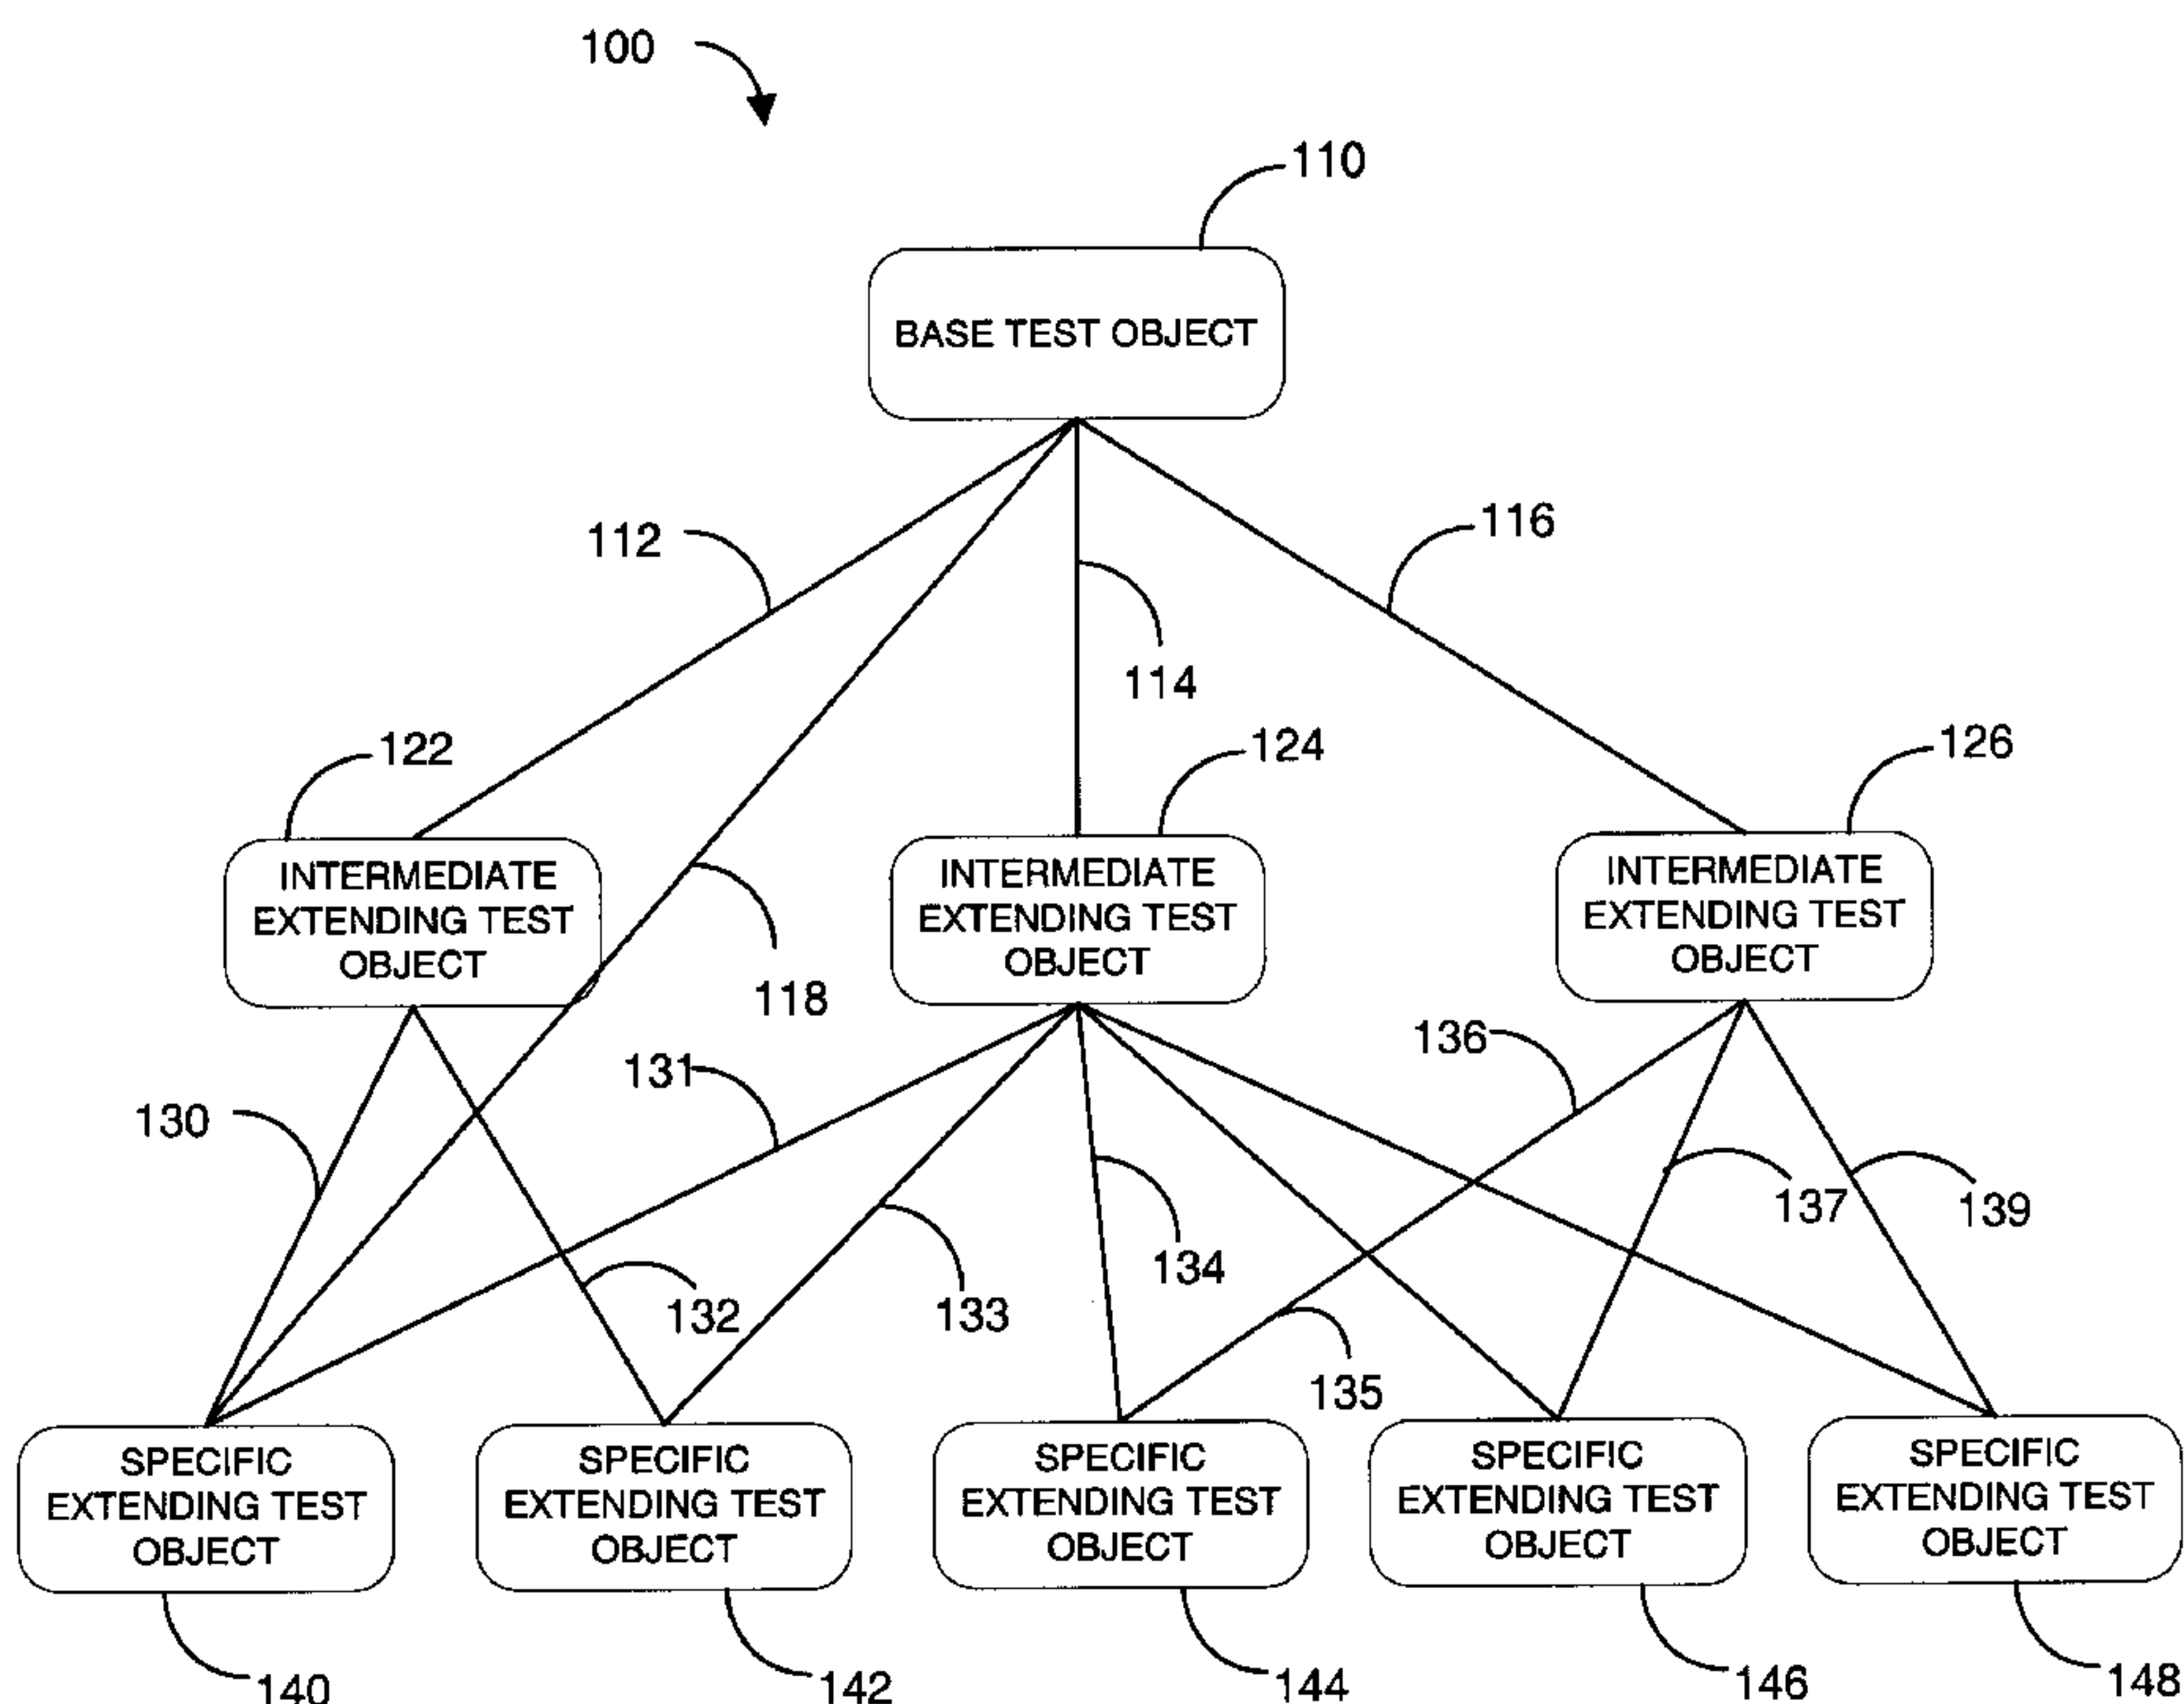 100
110
BASE TEST OBJECT
112
116
114
122
124
126
INTERMEDIATE
EXTENDING TEST
OBJECT
INTERMEDIATE
EXTENDING TEST
OBJECT
INTERMEDIATE
EXTENDING TEST
OBJECT
118
136
131
130
137
139
134
132
133
135
SPECIFIC
EXTENDING TEST
OBJECT
SPECIFIC
EXTENDING TEST
OBJECT
SPECIFIC
EXTENDING TEST
OBJECT
SPECIFIC
EXTENDING TEST
OBJECT
SPECIFIC
EXTENDING TEST
OBJECT
140
142
144
146
148